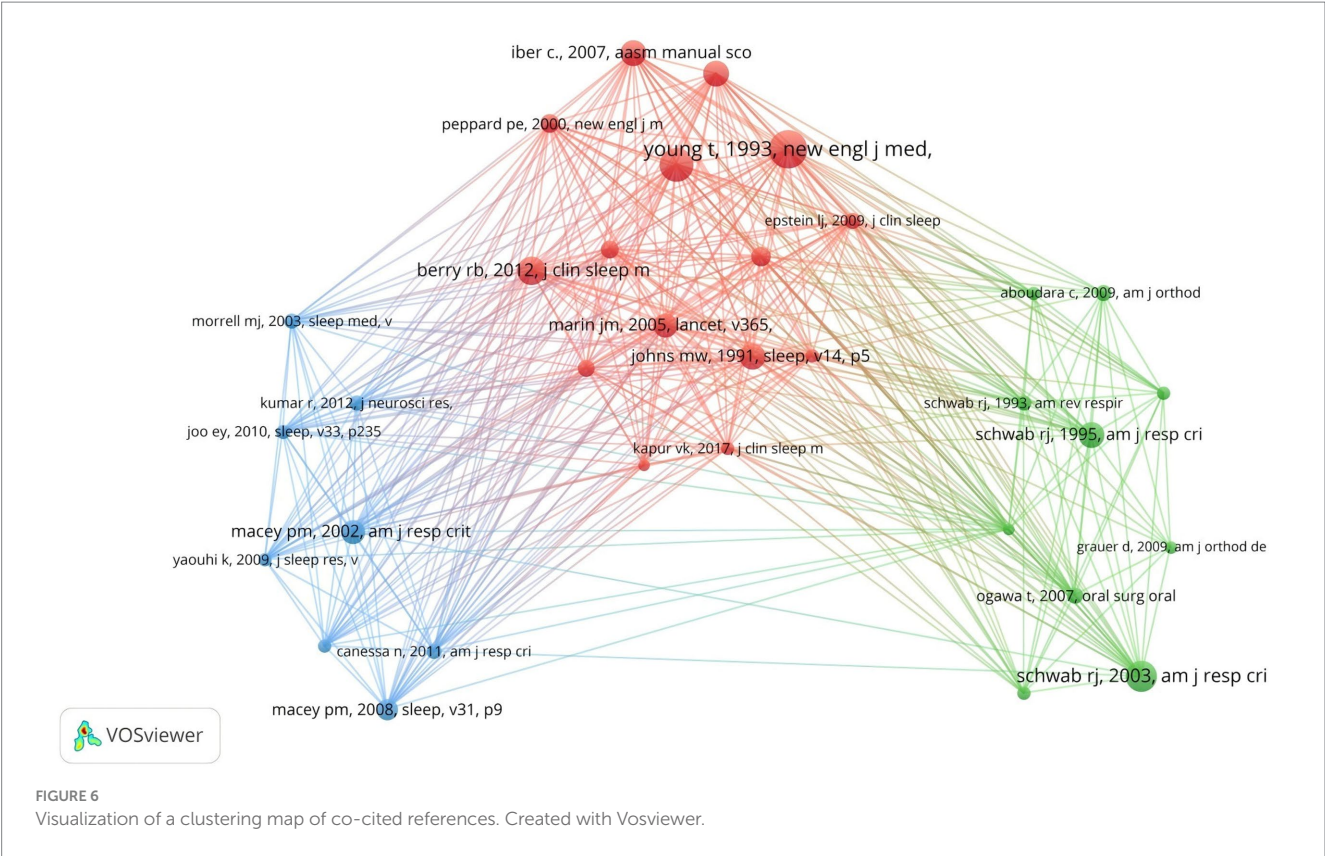 iber c., 2007, aasm manual sco
peppard pe, 2000, new engl j m
young t, 1993, new engl j med,
epstein lj, 2009, j clin sleep
berry rb, 2012, j clin sleep m
aboudara c, 2009, am j orthod
morrell mj, 2003, sleep med, v
marin jm, 2005, lancet, v365,
johns mw, 1991, sleep, v14, p5
kumar r, 2012, j neurosci res,
schwab rj, 1993, am rev respir
joo ey, 2010, sleep, v33, p235
schwab rj, 1995, am j resp cri
kapur vk, 2017, j clin sleep m
macey pm, 2002, am j resp crit
grauer d, 2009, am j orthod de
yaouhi k, 2009, j sleep res, v
ogawa t, 2007, oral surg oral
canessa n, 2011, am j resp cri
schwab rj, 2003, am j resp cri
macey pm, 2008, sleep, v31, p9
VOSviewer
FIGURE 6
Visualization of a clustering map of co-cited references. Created with Vosviewer.